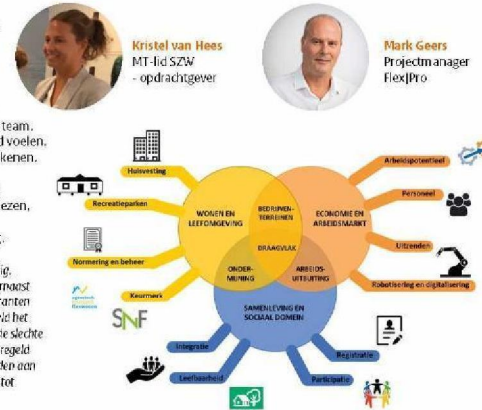 Kristel van Hees
MT-lid SZW
- opdrachtgever
Mark Geers
Projectmanager
Flex|Pro
team,
voelen,
kenen.
ezen,
ig,
naast
anten
ld het
ie slechte
regeld
den aan
tot
Huisvesting
Recreatieparken
Normering en beheer
Keurmerk
SNF
WONEN EN
LEEFOMGEVING
BEDRIJVEN-
TERREINEN
ECONOMIE EN
ARBEIDSMARKT
DRAAGVLAK
ONDER-
MIJNING
ARBEIDS-
UITBUITING
SAMENLEVING EN
SOCIAAL DOMEIN
Arbeidspotentieel
Personeel
Uitzenden
Robotisering en digitalisering
Integratie
Leefbaarheid
Registratie
Participatie